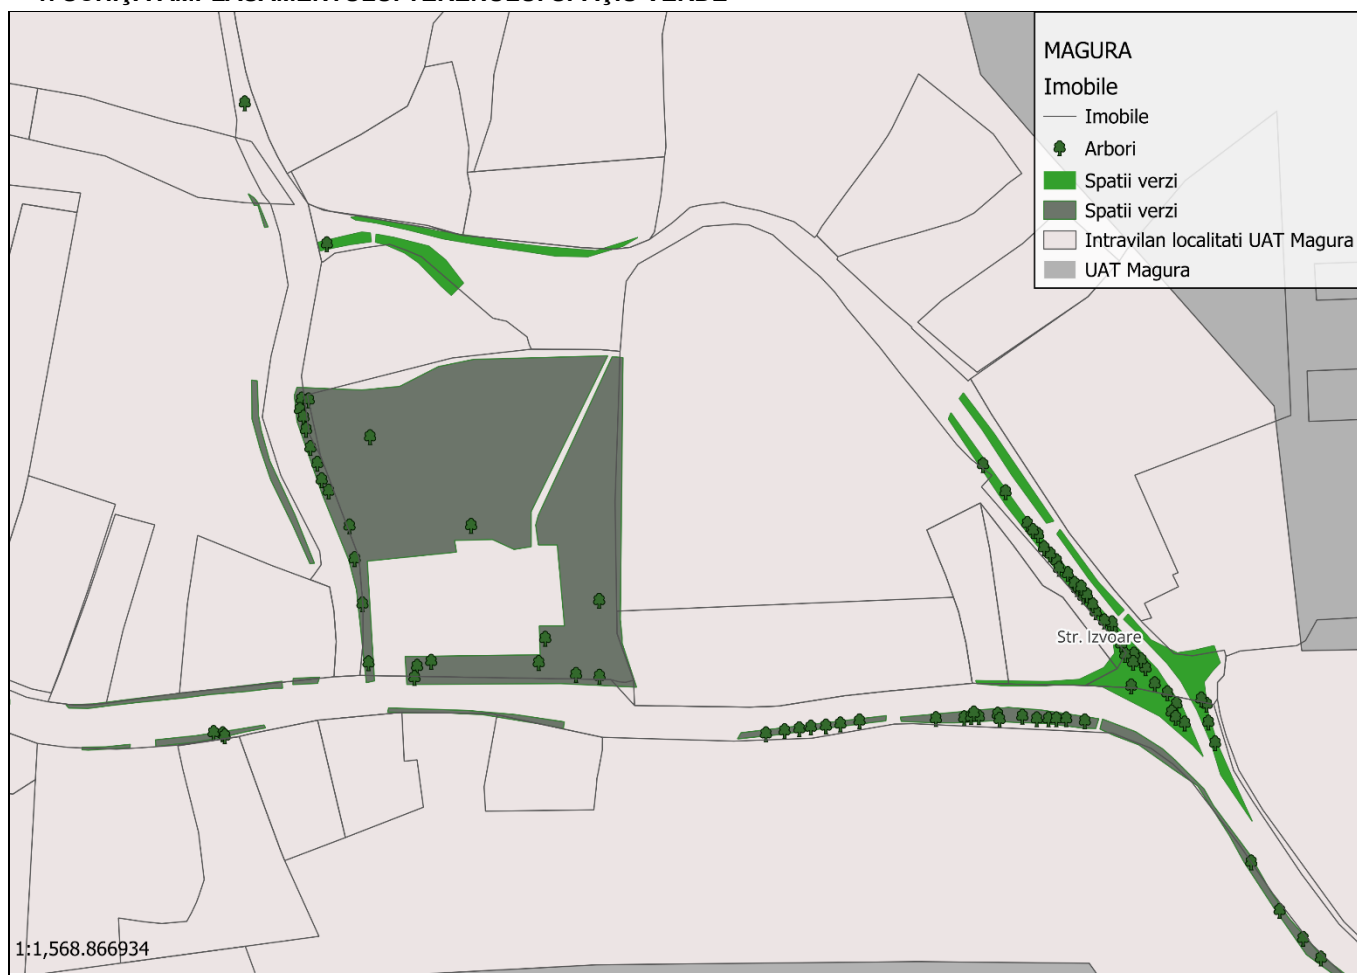 MAGURA
Imobile
Imobile
Arbori
Spatii verzi
Spatii verzi
Intravilan localitati UAT Magura
UAT Magura
Str. Izvoare
1:1,568.866934